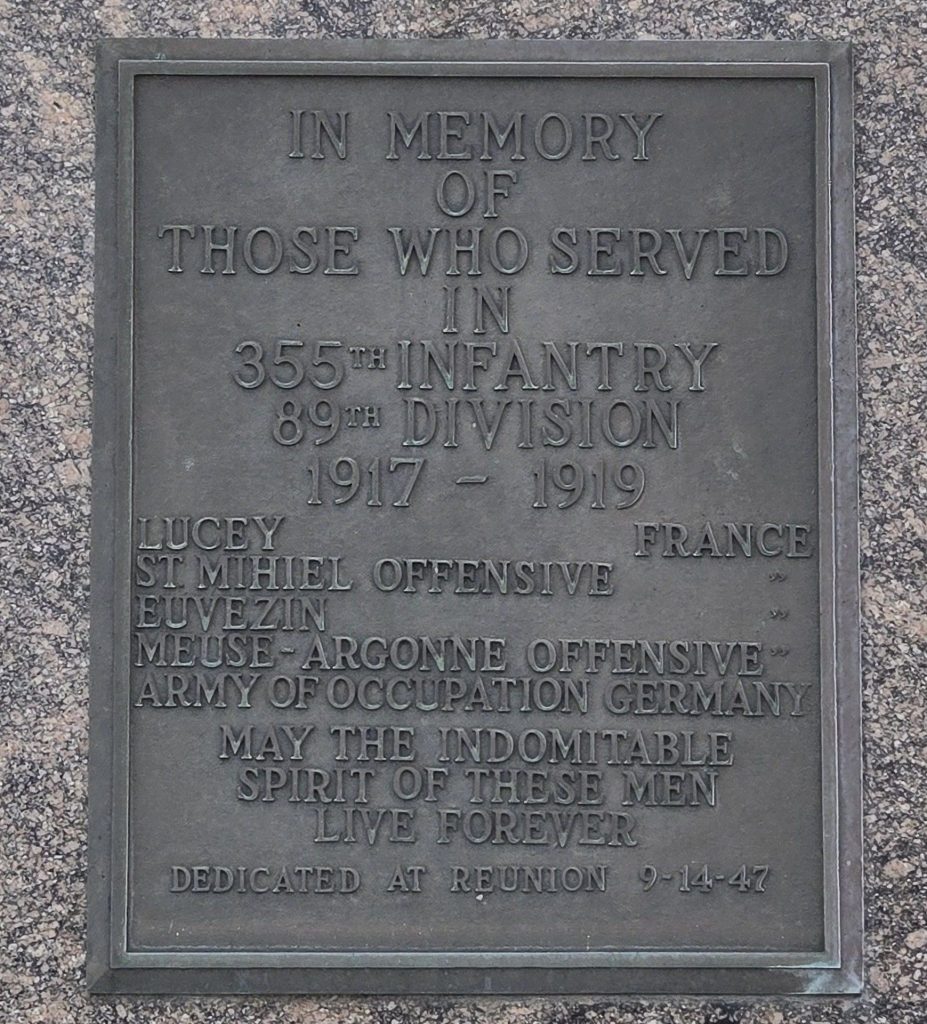 IN MEMORY
OF
THOSE WHO SERVED
IN
355TH INFANTRY
89TH DIVISION
1917 - 1919
LUCEY FRANCE
ST MIHIEL OFFENSIVE "
EUVEZIN "
MEUSE-ARGONNE OFFENSIVE "
ARMY OF OCCUPATION GERMANY
MAY THE INDOMITABLE
SPIRIT OF THESE MEN
LIVE FOREVER
DEDICATED AT REUNION 9-14-47